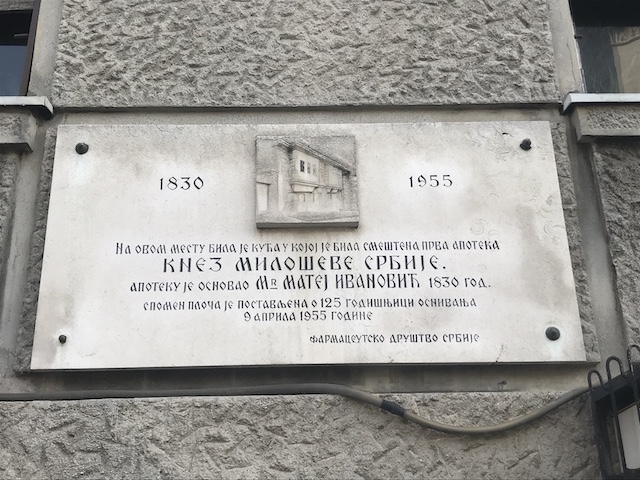 1830 1955
На овом месту била је кућа у којој је била смештена прва апотека
КНЕЗ МИЛОШЕВЕ СРБИЈЕ.
апотеку је основао Mr МАТЕЈ ИВАНОВИЋ 1830 год.
спомен плоча је постављена о 125 годишњици оснивања
9 априла 1955 године
фармацеутско друштво србије